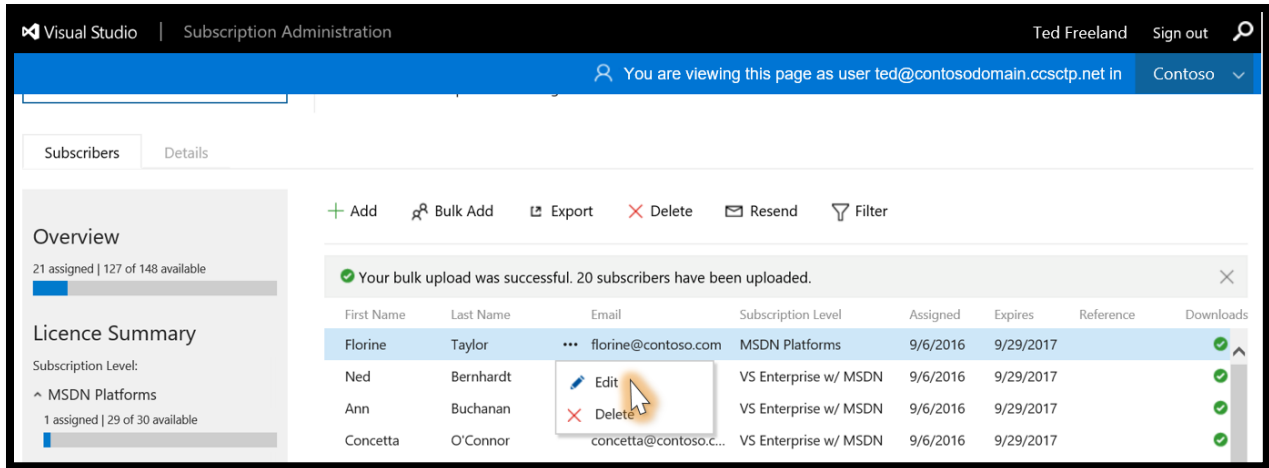 Visual Studio | Subscription Administration Ted Freeland Sign out
You are viewing this page as user ted@contosodomain.ccsctp.net in Contoso
Subscribers Details
Overview
21 assigned | 127 of 148 available
Licence Summary
Subscription Level:
MSDN Platforms
1 assigned | 29 of 30 available
Add Bulk Add Export Delete Resend Filter
Your bulk upload was successful. 20 subscribers have been uploaded.
First Name Last Name Email Subscription Level Assigned Expires Reference Downloads
Florine Taylor ••• florine@contoso.com MSDN Platforms 9/6/2016 9/29/2017
Ned Bernhardt VS Enterprise w/ MSDN 9/6/2016 9/29/2017
Ann Buchanan VS Enterprise w/ MSDN 9/6/2016 9/29/2017
Concetta O'Connor concetta@contoso.c... VS Enterprise w/ MSDN 9/6/2016 9/29/2017
Edit
Delete